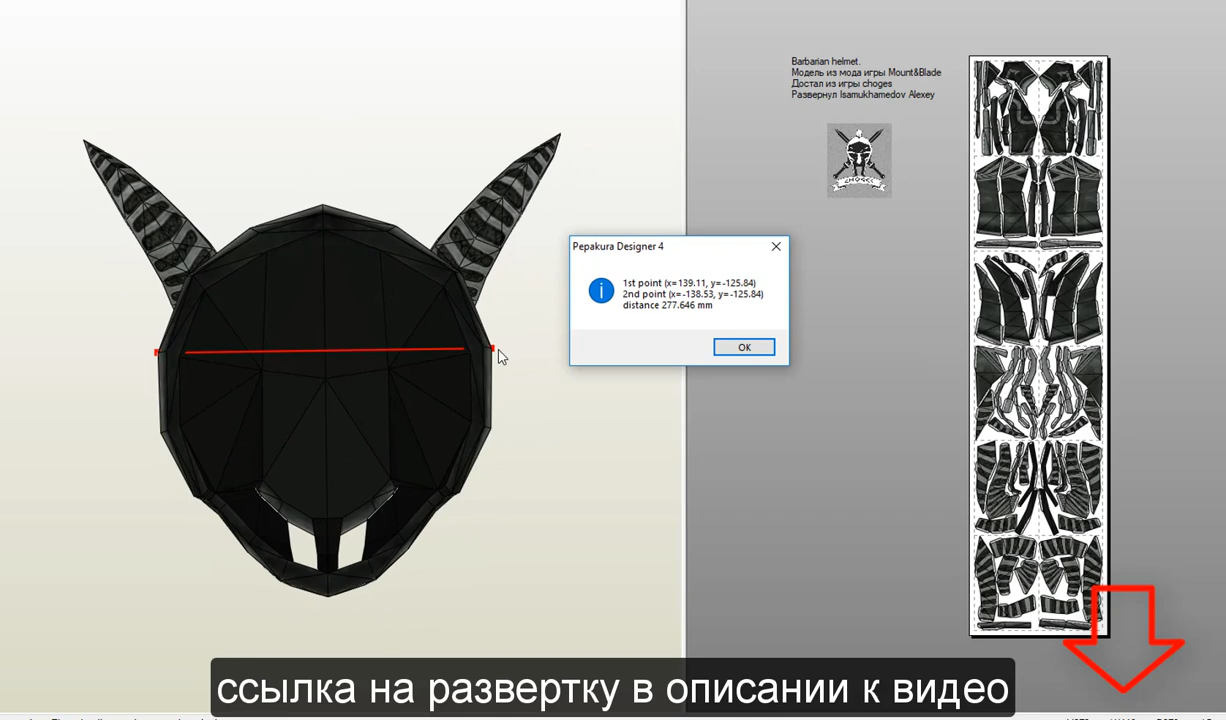 Barbarian helmet.
Модель из мода игры Mount&Blade
Достал из игры choges
Развернул Isamukhamedov Alexey
CHOGES
Pepakura Designer 4
1st point (x=139.11, y=-125.84)
2nd point (x=-138.53, y=-125.84)
distance 277.646 mm
OK
ссылка на развертку в описании к видео